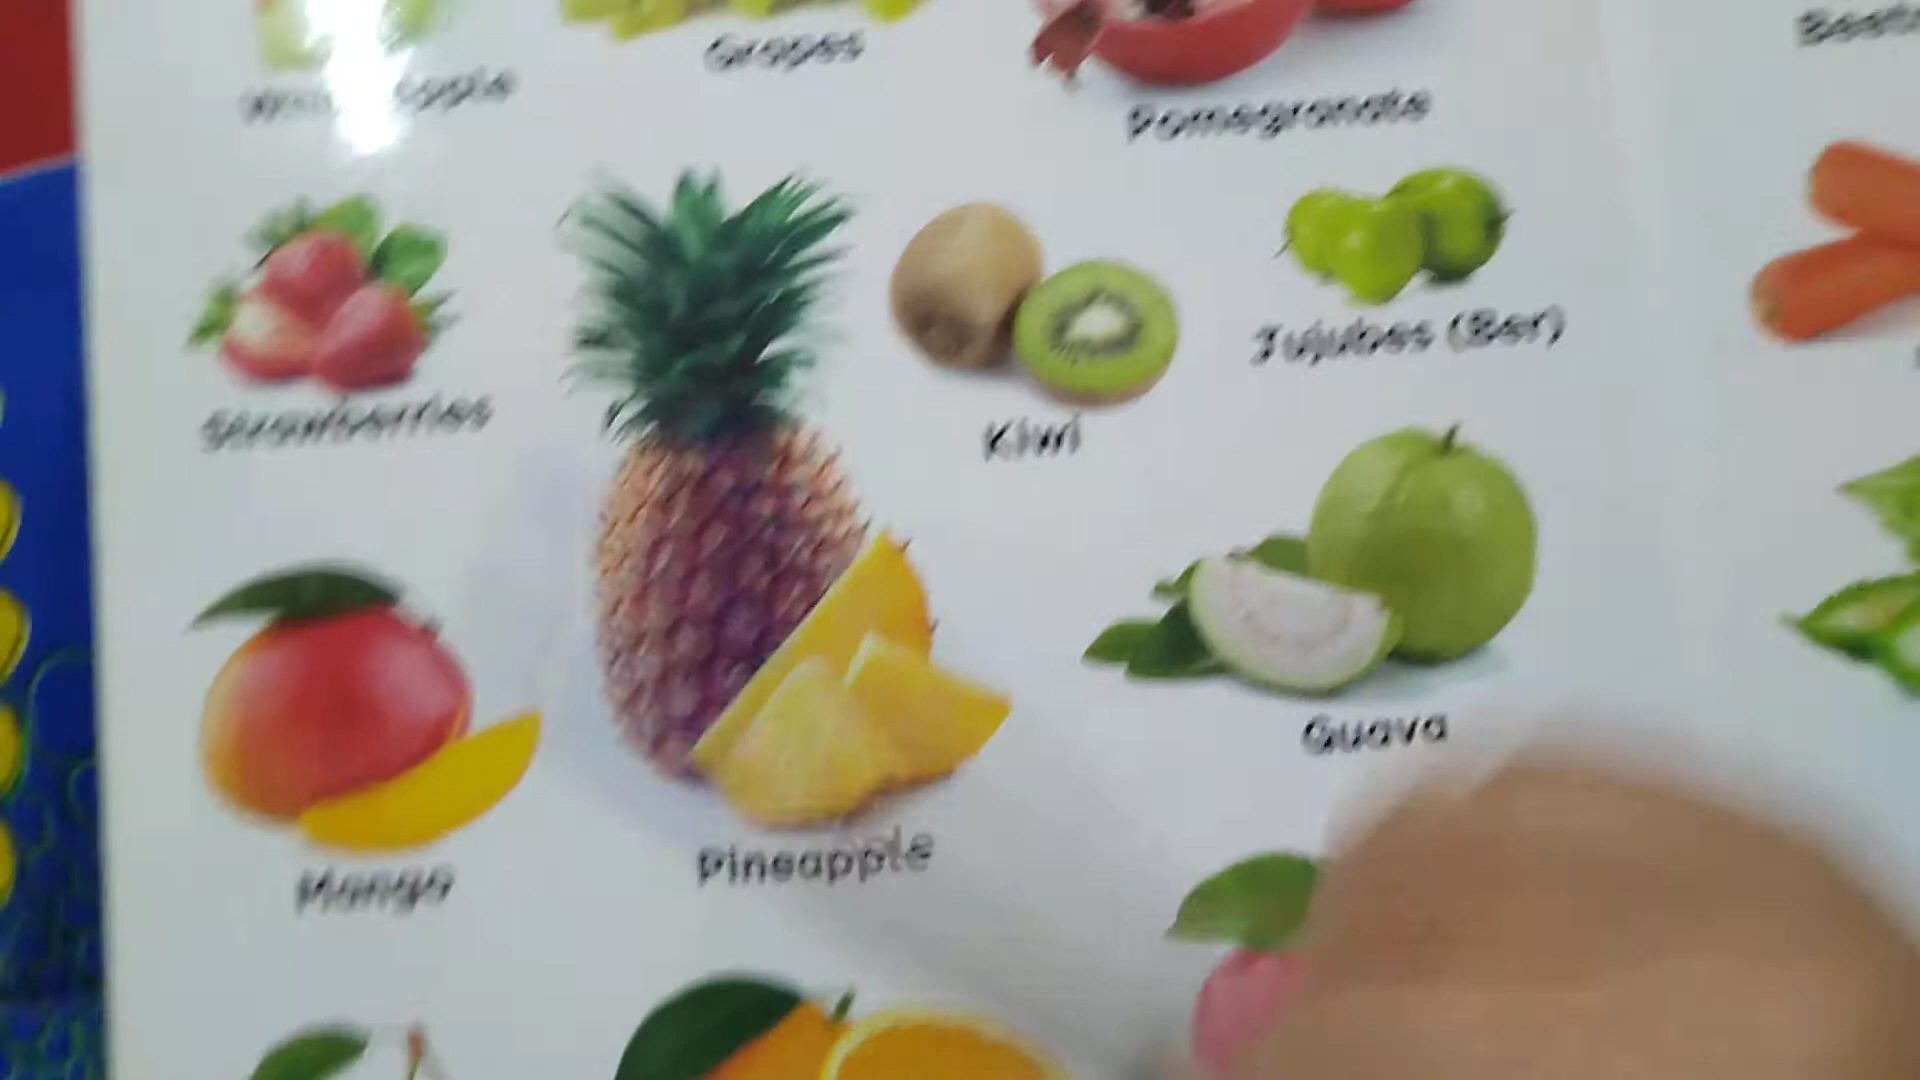 Grapes
Pomegranate
Strawberries
Kiwi
Jujubes (Ber)
Mango
Pineapple
Guava